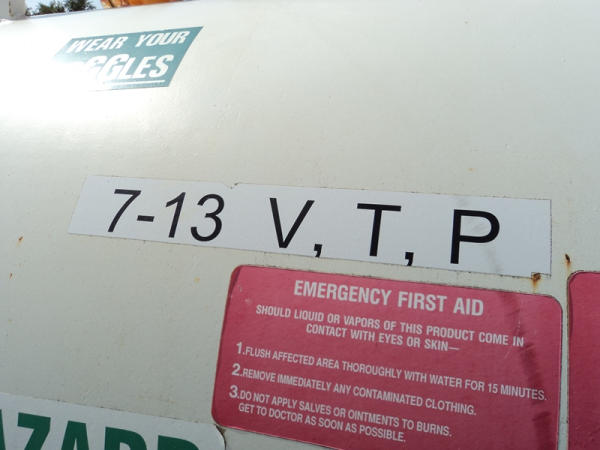 WEAR YOUR
GGLES
7-13 V, T, P
EMERGENCY FIRST AID
SHOULD LIQUID OR VAPORS OF THIS PRODUCT COME IN
CONTACT WITH EYES OR SKIN—
1.FLUSH AFFECTED AREA THOROUGHLY WITH WATER FOR 15 MINUTES.
2.REMOVE IMMEDIATELY ANY CONTAMINATED CLOTHING.
3.DO NOT APPLY SALVES OR OINTMENTS TO BURNS.
GET TO DOCTOR AS SOON AS POSSIBLE.
AZARD